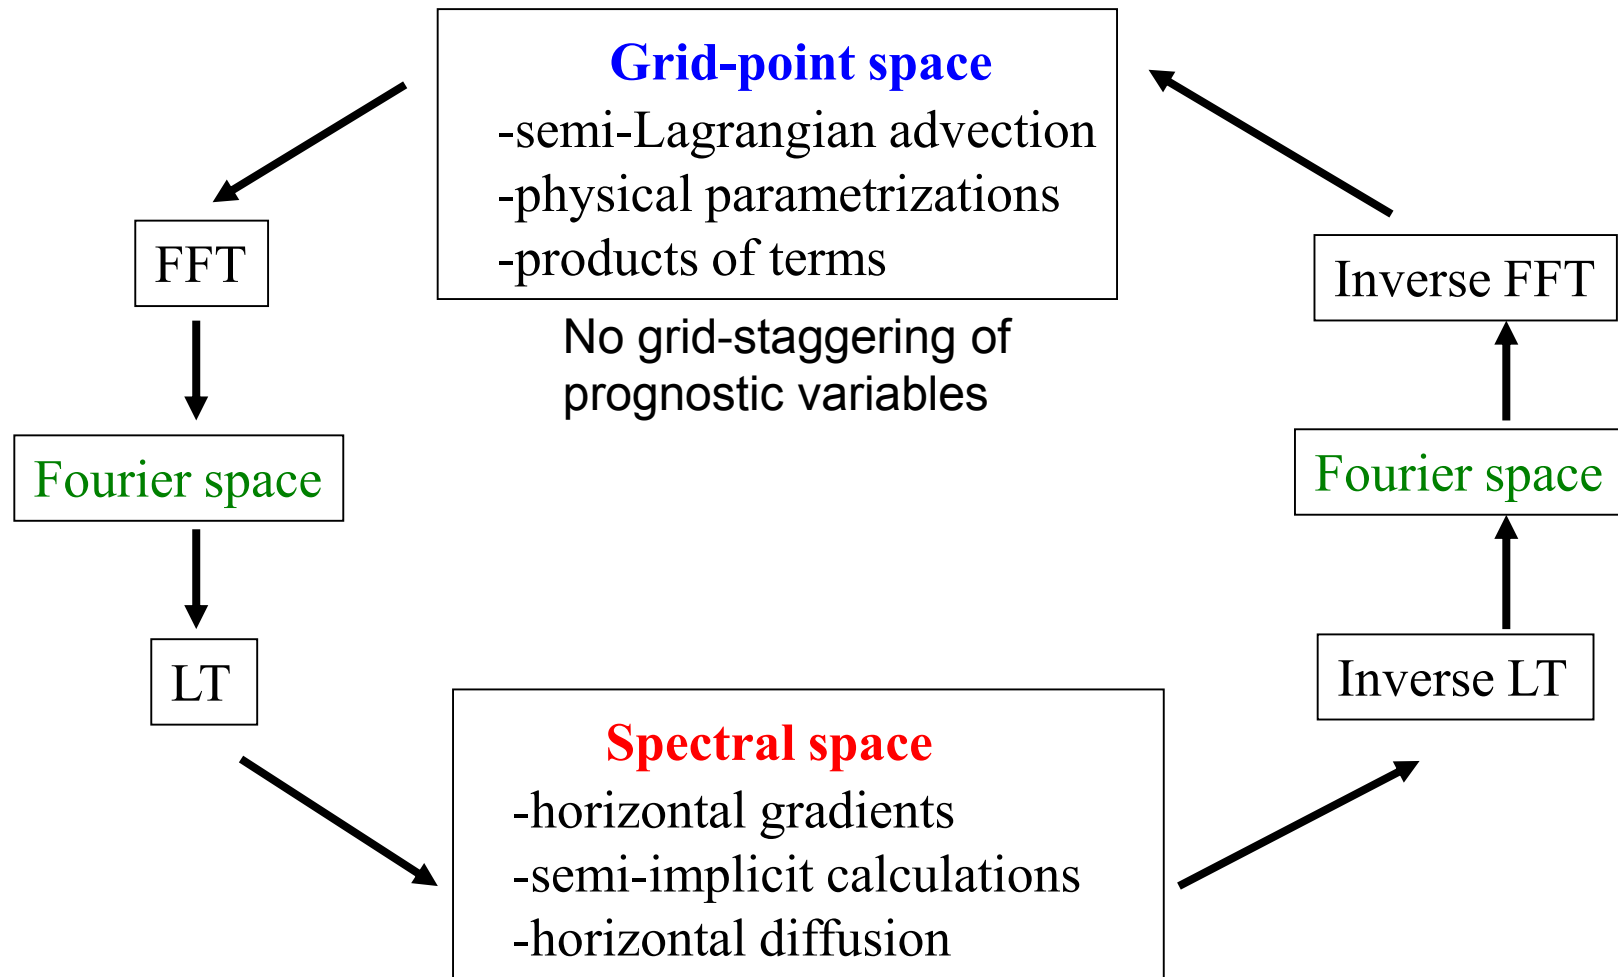 Grid-point space
-semi-Lagrangian advection
-physical parametrizations
-products of terms
No grid-staggering of
prognostic variables
FFT
Fourier space
LT
Spectral space
-horizontal gradients
-semi-implicit calculations
-horizontal diffusion
Inverse LT
Fourier space
Inverse FFT